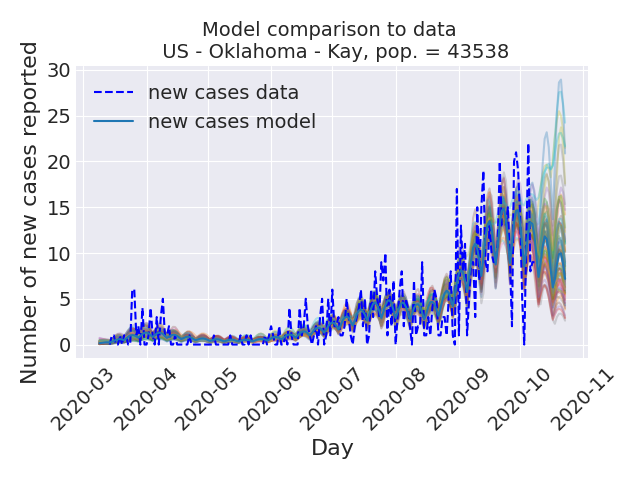 Model comparison to data
US - Oklahoma - Kay, pop. = 43538
Number of new cases reported
30
25
20
15
10
5
0
new cases data
new cases model
2020-03
2020-04
2020-05
2020-06
2020-07
2020-08
2020-09
2020-10
2020-11
Day